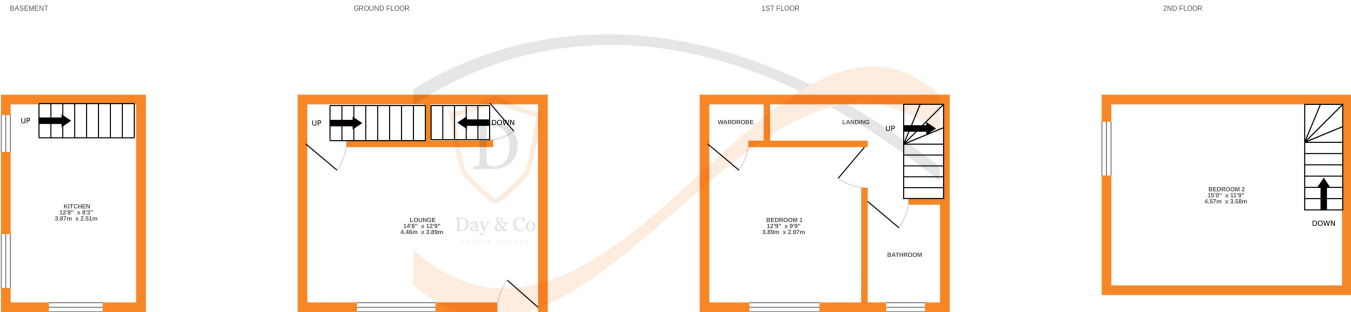 BASEMENT
GROUND FLOOR
1ST FLOOR
2ND FLOOR
UP
KITCHEN
12'8" x 8'3"
3.87m x 2.51m
UP
DOWN
LOUNGE
14'8" x 12'9"
4.46m x 3.89m
D
Day & Co
ESTATE AGENTS
WARDROBE
LANDING
UP
BEDROOM 1
12'9" x 9'9"
3.89m x 2.97m
BATHROOM
BEDROOM 2
15'0" x 11'9"
4.57m x 3.58m
DOWN